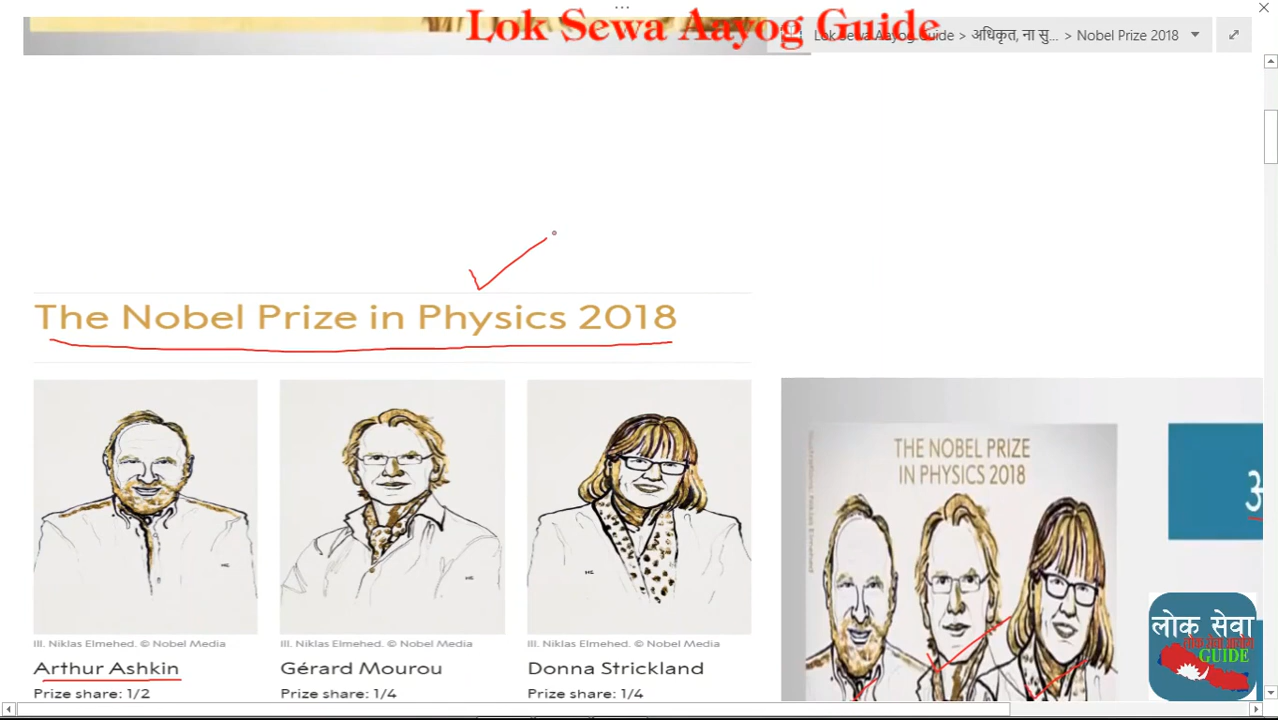 Lok Sewa Aayog Guide
Lok Sewa Aayog Guide > अधिकृत, ना सु... > Nobel Prize 2018
The Nobel Prize in Physics 2018
THE NOBEL PRIZE
IN PHYSICS 2018
Ill. Niklas Elmehed. © Nobel Media
Ill. Niklas Elmehed. © Nobel Media
Ill. Niklas Elmehed. © Nobel Media
Arthur Ashkin
Gérard Mourou
Donna Strickland
Prize share: 1/2
Prize share: 1/4
Prize share: 1/4
लोक सेवा
लोक सेवा आयोग
GUIDE